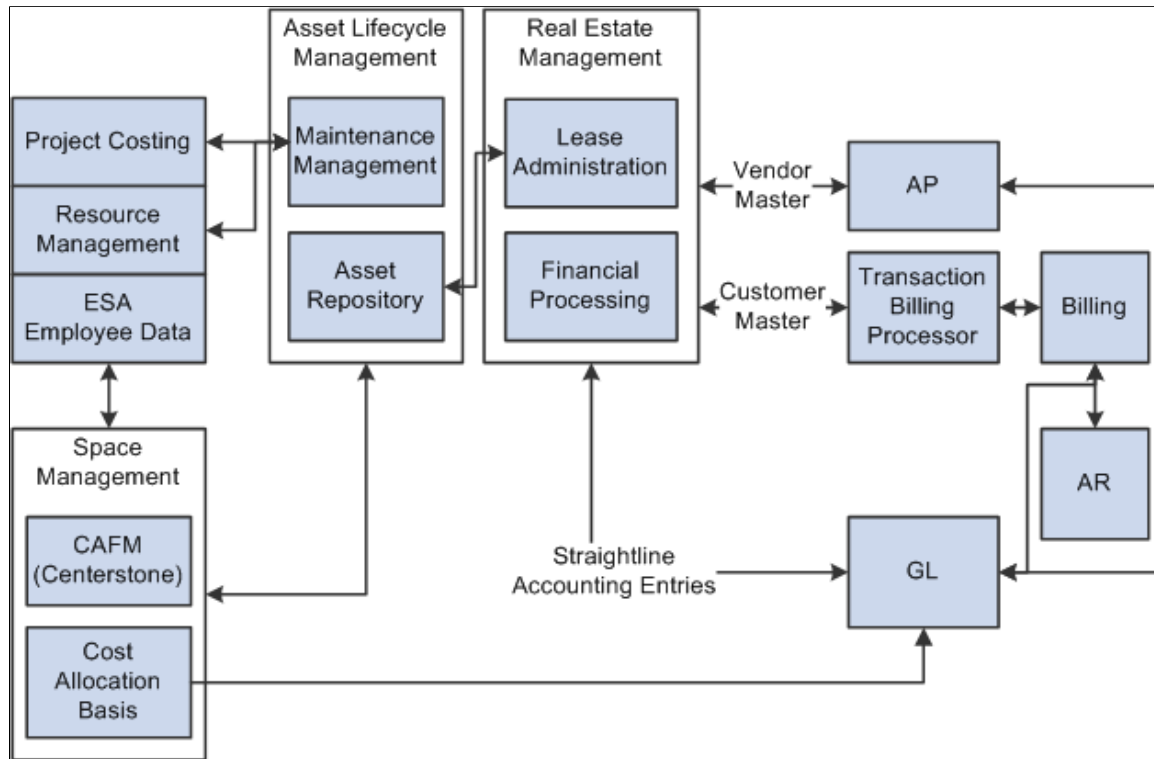 Asset Lifecycle
Management
Real Estate
Management
Project Costing
Resource
Management
ESA
Employee Data
Maintenance
Management
Asset
Repository
Lease
Administration
Financial
Processing
Vendor
Master
AP
Customer
Master
Transaction
Billing
Processor
Billing
AR
Space
Management
CAFM
(Centerstone)
Cost
Allocation
Basis
Straightline
Accounting Entries
GL